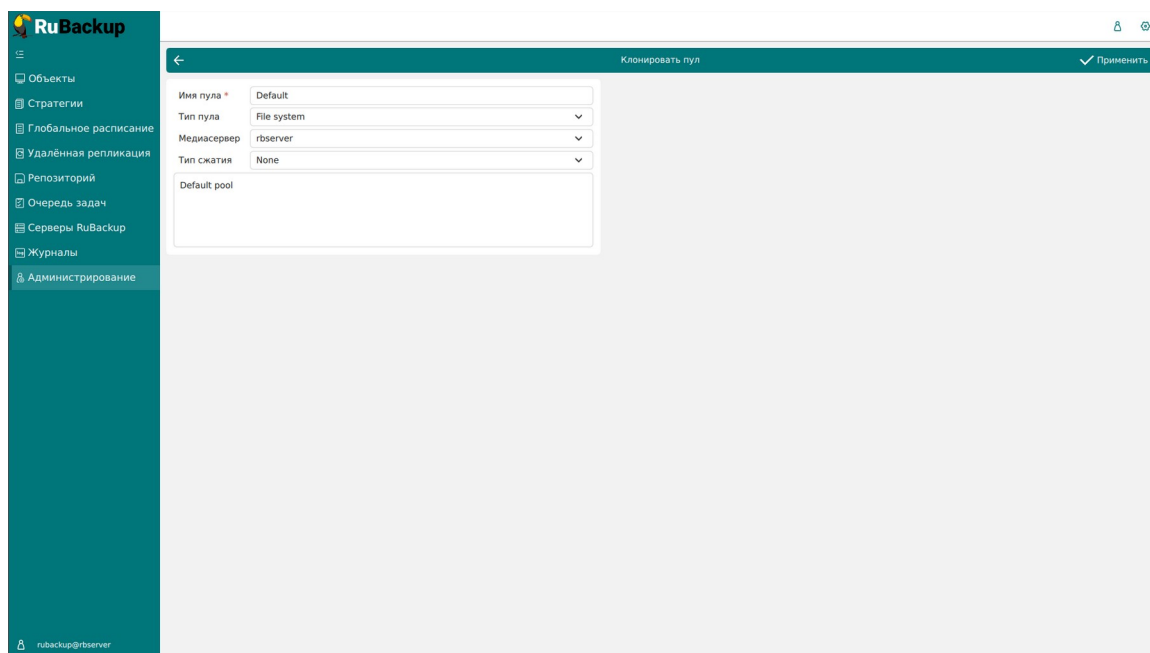 RuBackup
Клонировать пул
Применить
Объекты
Стратегии
Глобальное расписание
Удалённая репликация
Репозиторий
Очередь задач
Серверы RuBackup
Журналы
Администрирование
Имя пула * Default
Тип пула File system
Медиасервер rbserver
Тип сжатия None
Default pool
rubackup@rbserver